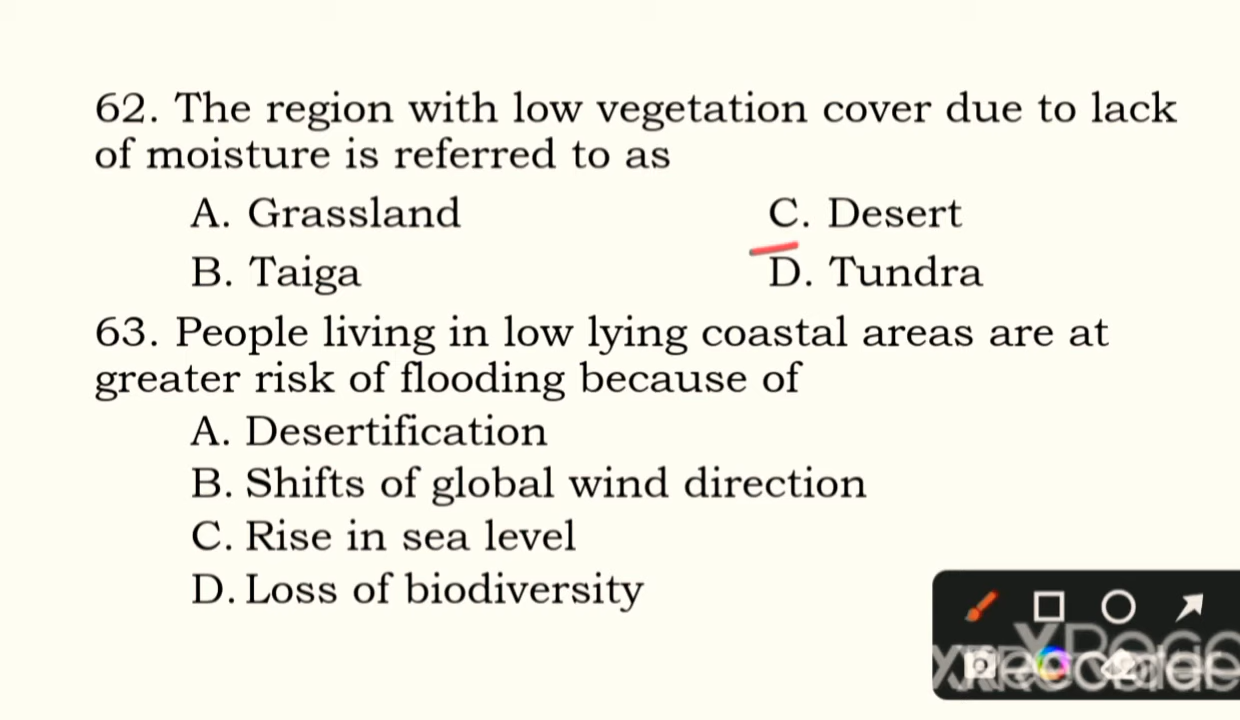 62. The region with low vegetation cover due to lack
of moisture is referred to as
A. Grassland
C. Desert
B. Taiga
D. Tundra
63. People living in low lying coastal areas are at
greater risk of flooding because of
A. Desertification
B. Shifts of global wind direction
C. Rise in sea level
D. Loss of biodiversity